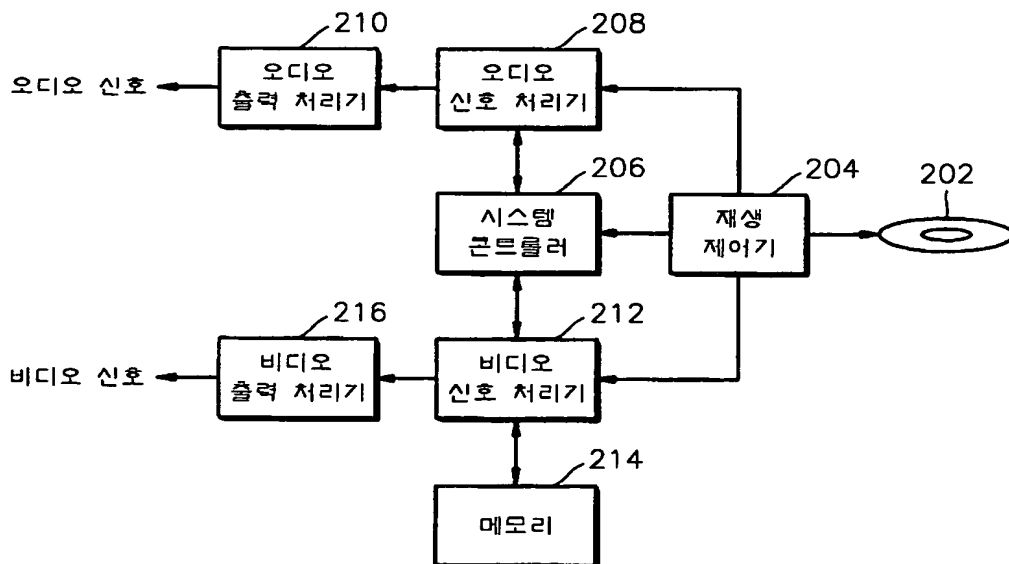 210
208
오디오 신호
오디오
출력 처리기
오디오
신호 처리기
206
204
202
시스템
콘트롤러
재생
제어기
216
212
비디오 신호
비디오
출력 처리기
비디오
신호 처리기
214
메모리